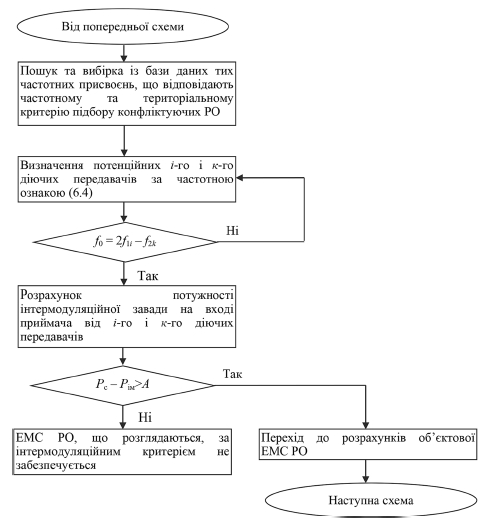 Від попередньої схеми
Пошук та вибірка із бази даних тих
частотних присвоєнь, що відповідають
частотному та територіальному
критерію підбору конфліктуючих РО
Визначення потенційних i-го і к-го
діючих передавачів за частотною
ознакою (6.4)
f₀ = 2f₁ᵢ – f₂ₖ
Ні
Так
Розрахунок потужності
інтермодуляційної завади на вході
приймача від i-го і к-го діючих
передавачів
Pс – Pім>A
Так
Ні
ЕМС РО, що розглядаються, за
інтермодуляційним критерієм не
забезпечується
Перехід до розрахунків об’єктової
ЕМС РО
Наступна схема